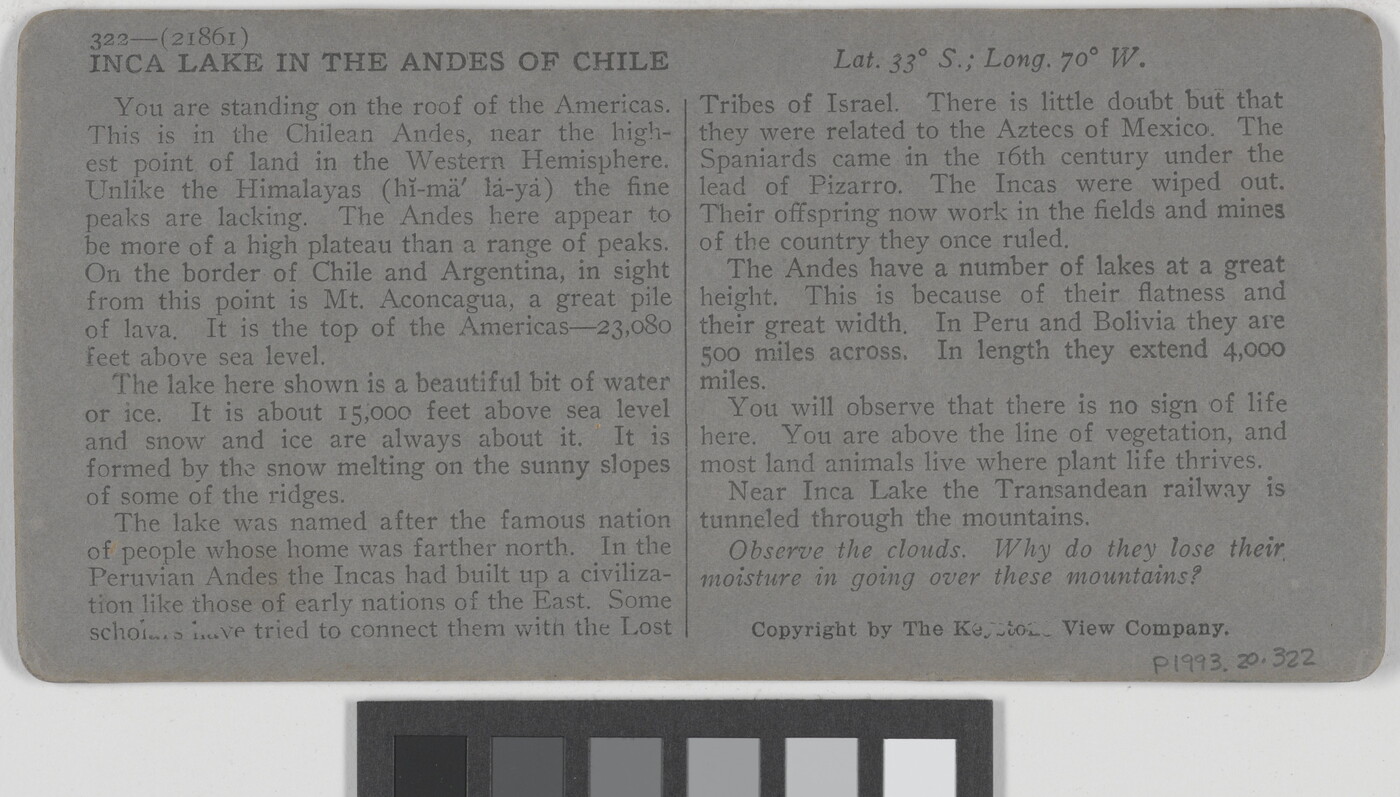 322—(21861)
INCA LAKE IN THE ANDES OF CHILE
You are standing on the roof of the Americas.
This is in the Chilean Andes, near the high-
est point of land in the Western Hemisphere.
Unlike the Himalayas (hĭ-mä′ lȧ-yȧ) the fine
peaks are lacking. The Andes here appear to
be more of a high plateau than a range of peaks.
On the border of Chile and Argentina, in sight
from this point is Mt. Aconcagua, a great pile
of lava. It is the top of the Americas—23,080
feet above sea level.
The lake here shown is a beautiful bit of water
or ice. It is about 15,000 feet above sea level
and snow and ice are always about it. It is
formed by the snow melting on the sunny slopes
of some of the ridges.
The lake was named after the famous nation
of people whose home was farther north. In the
Peruvian Andes the Incas had built up a civiliza-
tion like those of early nations of the East. Some
tried to connect them with the Lost
Lat. 33° S.; Long. 70° W.
Tribes of Israel. There is little doubt but that
they were related to the Aztecs of Mexico. The
Spaniards came in the 16th century under the
lead of Pizarro. The Incas were wiped out.
Their offspring now work in the fields and mines
of the country they once ruled.
The Andes have a number of lakes at a great
height. This is because of their flatness and
their great width. In Peru and Bolivia they are
500 miles across. In length they extend 4,000
miles.
You will observe that there is no sign of life
here. You are above the line of vegetation, and
most land animals live where plant life thrives.
Near Inca Lake the Transandean railway is
tunneled through the mountains.
Observe the clouds. Why do they lose their
moisture in going over these mountains?
Copyright by The View Company.
P1993.20.322